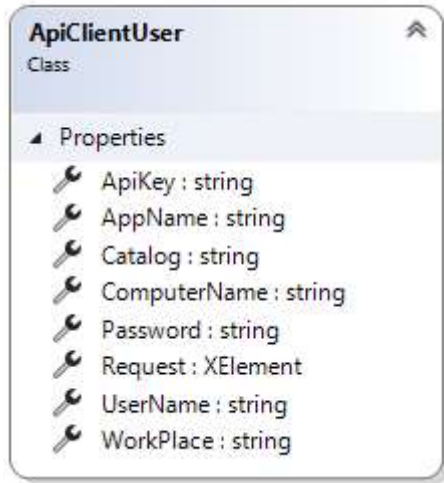 ApiClientUser
Class
Properties
ApiKey : string
AppName : string
Catalog : string
ComputerName : string
Password : string
Request : XElement
UserName : string
WorkPlace : string